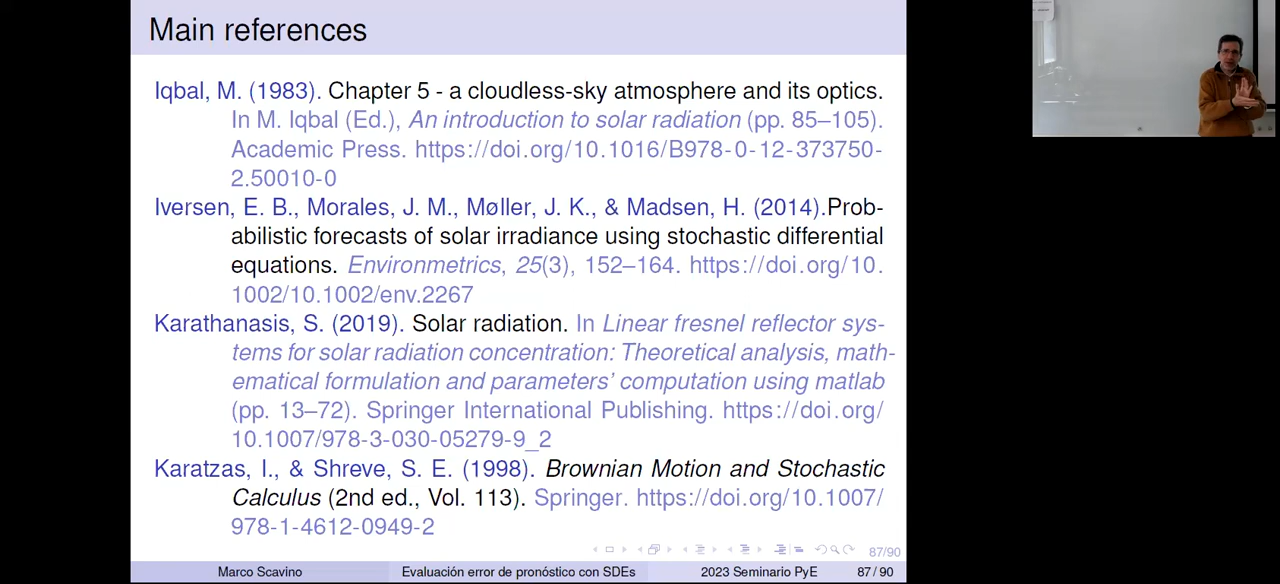 Main references
Iqbal, M. (1983). Chapter 5 - a cloudless-sky atmosphere and its optics.
In M. Iqbal (Ed.), An introduction to solar radiation (pp. 85–105).
Academic Press. https://doi.org/10.1016/B978-0-12-373750-
2.50010-0
Iversen, E. B., Morales, J. M., Møller, J. K., & Madsen, H. (2014).Prob-
abilistic forecasts of solar irradiance using stochastic differential
equations. Environmetrics, 25(3), 152–164. https://doi.org/10.
1002/10.1002/env.2267
Karathanasis, S. (2019). Solar radiation. In Linear fresnel reflector sys-
tems for solar radiation concentration: Theoretical analysis, math-
ematical formulation and parameters’ computation using matlab
(pp. 13–72). Springer International Publishing. https://doi.org/
10.1007/978-3-030-05279-9_2
Karatzas, I., & Shreve, S. E. (1998). Brownian Motion and Stochastic
Calculus (2nd ed., Vol. 113). Springer. https://doi.org/10.1007/
978-1-4612-0949-2
87/90
Marco Scavino Evaluación error de pronóstico con SDEs 2023 Seminario PyE 87 / 90